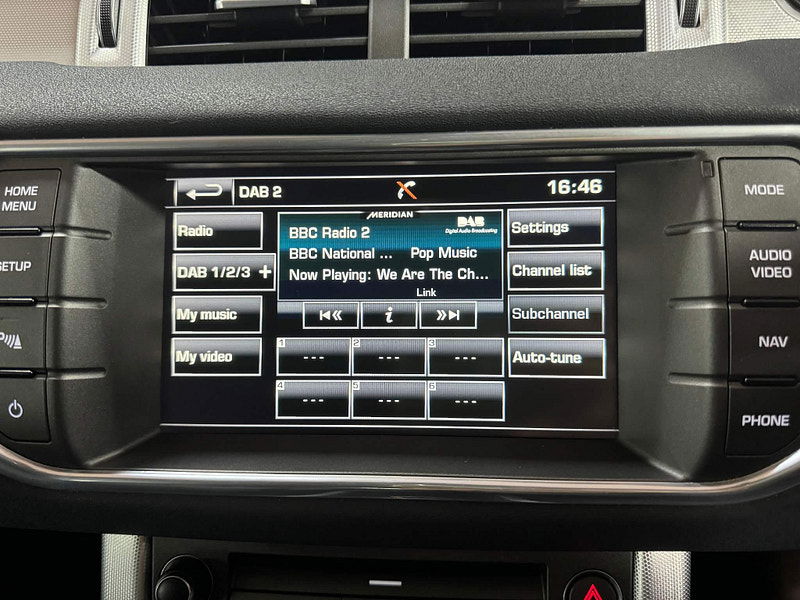 HOME
MENU
SETUP
DAB 2
16:46
MODE
AUDIO
VIDEO
NAV
PHONE
Radio
DAB 1/2/3 +
My music
My video
MERIDIAN
DAB
Digital Audio Broadcasting
BBC Radio 2
BBC National ... Pop Music
Now Playing: We Are The Ch...
Link
i
Settings
Channel list
Subchannel
Auto-tune
1 --- 2 --- 3 ---
4 --- 5 --- 6 ---